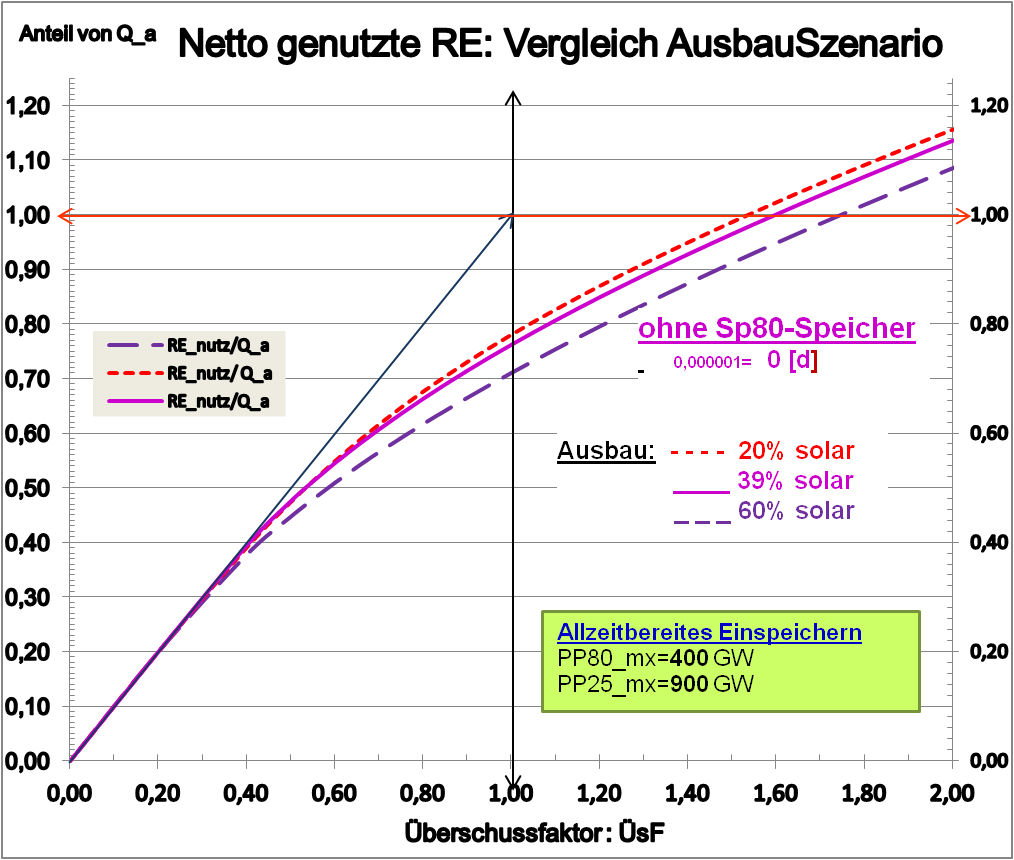 Anteil von Q_a
Netto genutzte RE: Vergleich AusbauSzenario
1,20
1,10
1,00
0,90
0,80
0,70
0,60
0,50
0,40
0,30
0,20
0,10
0,00
1,20
1,00
0,80
0,60
0,40
0,20
0,00
RE_nutz/Q_a
RE_nutz/Q_a
RE_nutz/Q_a
ohne Sp80-Speicher
0,000001= 0 [d]
Ausbau:
20% solar
39% solar
60% solar
Allzeitbereites Einspeichern
PP80_mx=400 GW
PP25_mx=900 GW
0,00 0,20 0,40 0,60 0,80 1,00 1,20 1,40 1,60 1,80 2,00
Überschussfaktor: ÜsF